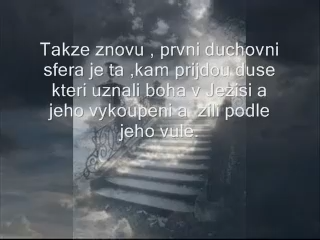 Takze znovu , prvni duchovni
sfera je ta ,kam prijdou duse
kteri uznali boha v Ježisi a
jeho vykoupeni a zili podle
jeho vule.